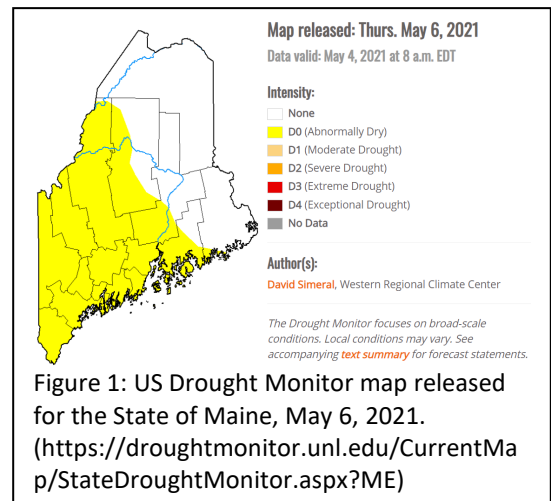 Map released: Thurs. May 6, 2021
Data valid: May 4, 2021 at 8 a.m. EDT
Intensity:
None
D0 (Abnormally Dry)
D1 (Moderate Drought)
D2 (Severe Drought)
D3 (Extreme Drought)
D4 (Exceptional Drought)
No Data
Author(s):
David Simeral, Western Regional Climate Center
The Drought Monitor focuses on broad-scale
conditions. Local conditions may vary. See
accompanying text summary for forecast statements.
Figure 1: US Drought Monitor map released
for the State of Maine, May 6, 2021.
(https://droughtmonitor.unl.edu/CurrentMa
p/StateDroughtMonitor.aspx?ME)